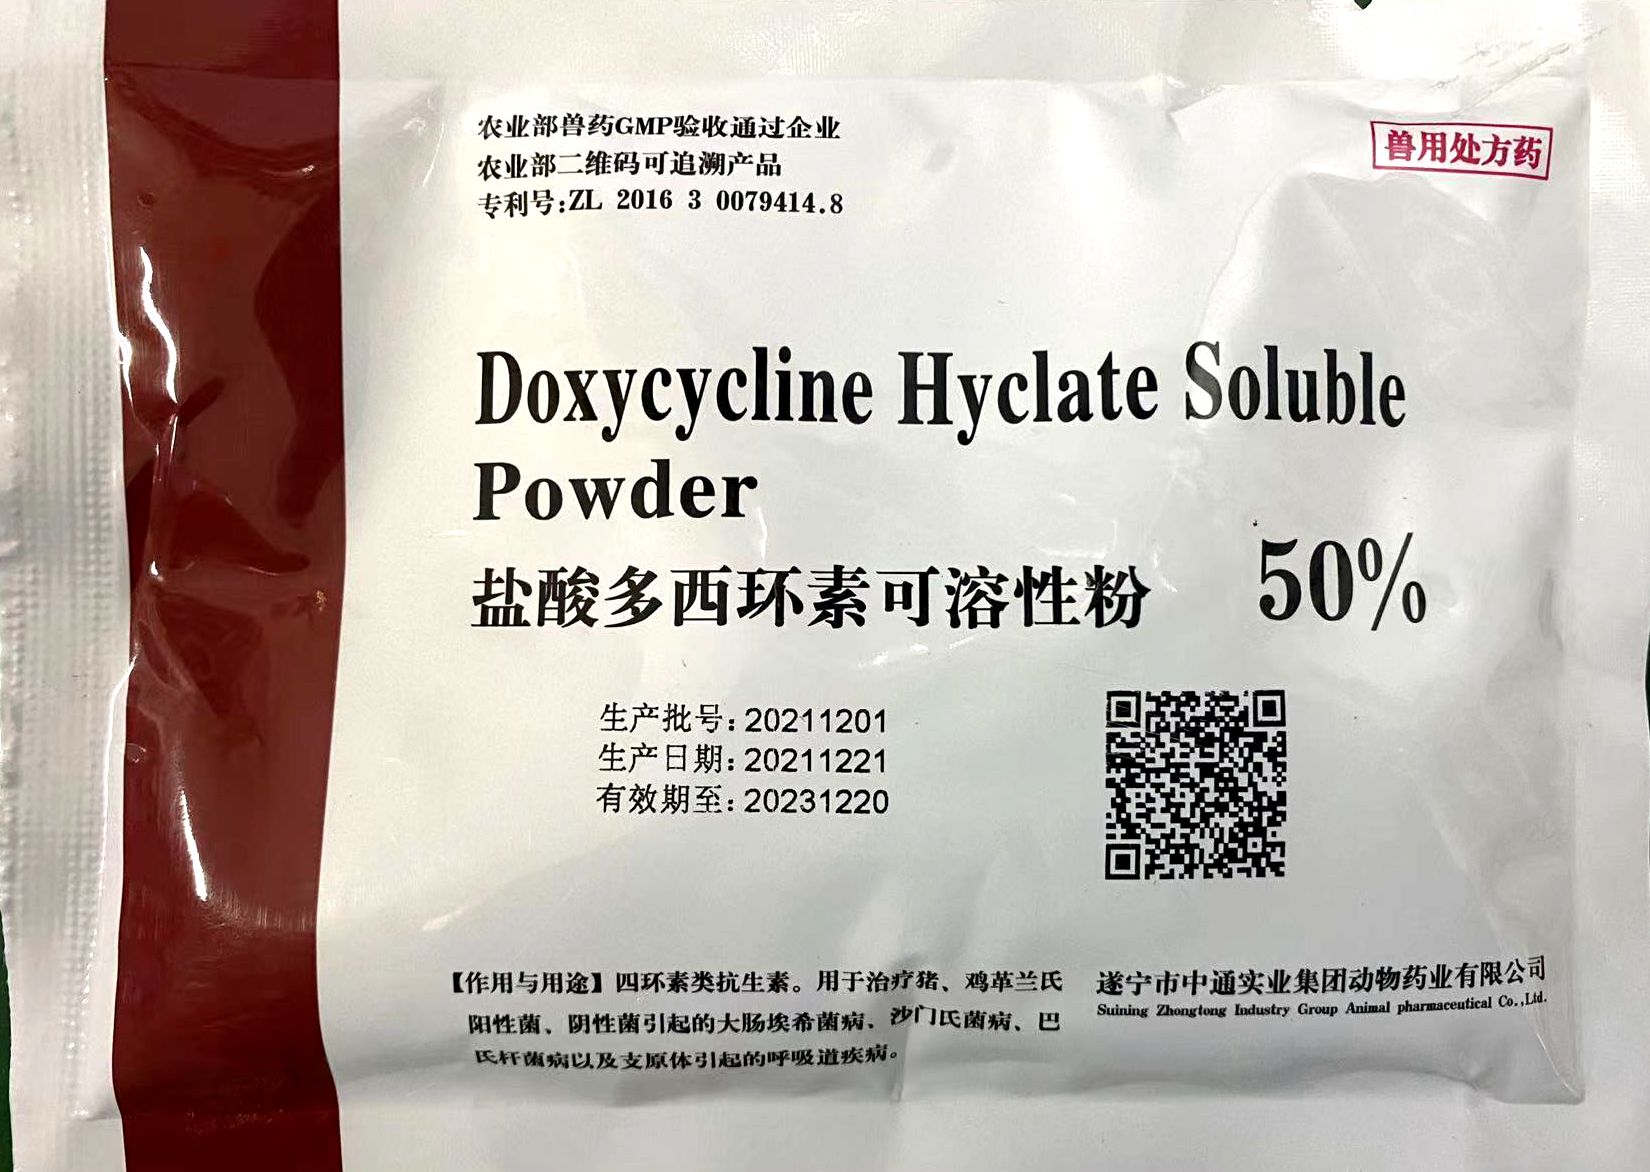 农业部兽药GMP验收通过企业
农业部二维码可追溯产品
专利号:ZL 2016 3 0079414.8
兽用处方药
Doxycycline Hyclate Soluble
Powder
盐酸多西环素可溶性粉 50%
生产批号:20211201
生产日期:20211221
有效期至:20231220
【作用与用途】四环素类抗生素。用于治疗猪、鸡革兰氏
阳性菌、阴性菌引起的大肠埃希菌病、沙门氏菌病、巴
氏杆菌病以及支原体引起的呼吸道疾病。
遂宁市中通实业集团动物药业有限公司
Suining Zhongtong Industry Group Animal pharmaceutical Co.,Ltd.